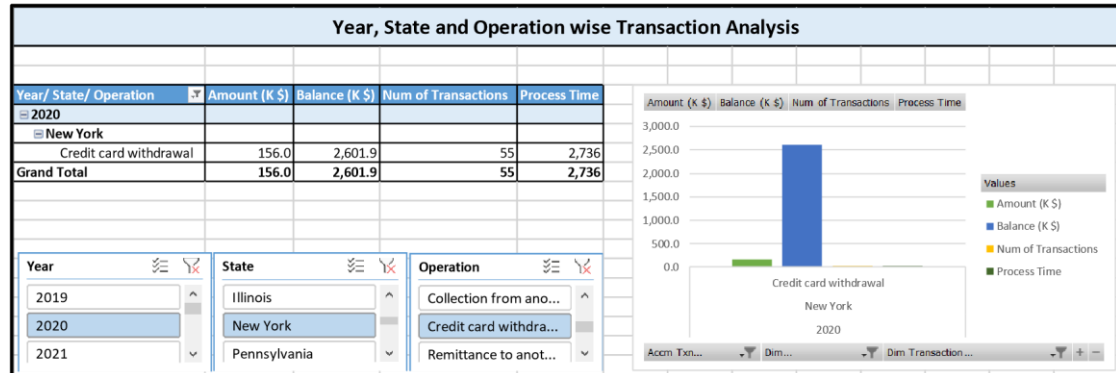 Year, State and Operation wise Transaction Analysis
Year/ State/ Operation Amount (K $) Balance (K $) Num of Transactions Process Time
2020
New York
Credit card withdrawal 156.0 2,601.9 55 2,736
Grand Total 156.0 2,601.9 55 2,736
Amount (K $) Balance (K $) Num of Transactions Process Time
3,000.0
2,500.0
2,000.0
1,500.0
1,000.0
500.0
0.0
Credit card withdrawal
New York
2020
Values
Amount (K $)
Balance (K $)
Num of Transactions
Process Time
Accm Txn... Dim... Dim Transaction...
Year
2019
2020
2021
State
Illinois
New York
Pennsylvania
Operation
Collection from ano...
Credit card withdra...
Remittance to anot...